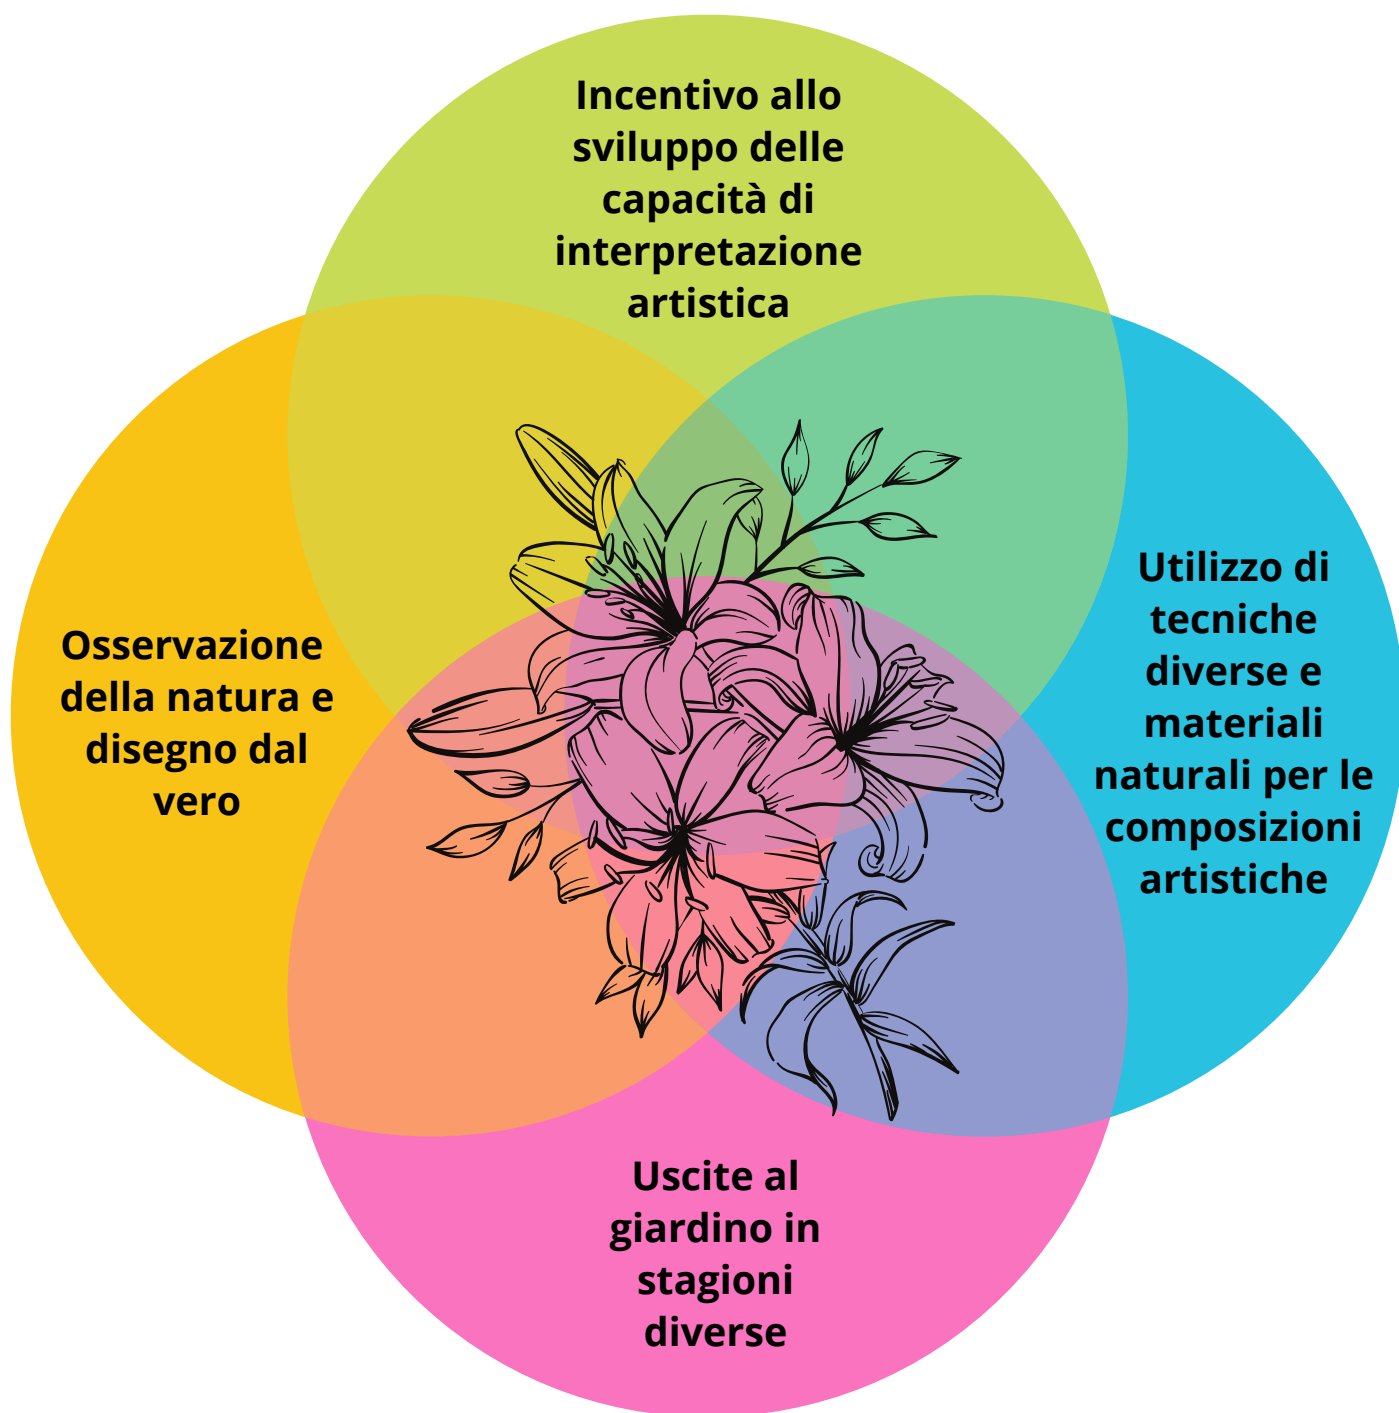 Incentivo allo
sviluppo delle
capacità di
interpretazione
artistica
Osservazione
della natura e
disegno dal
vero
Utilizzo di
tecniche
diverse e
materiali
naturali per le
composizioni
artistiche
Uscite al
giardino in
stagioni
diverse